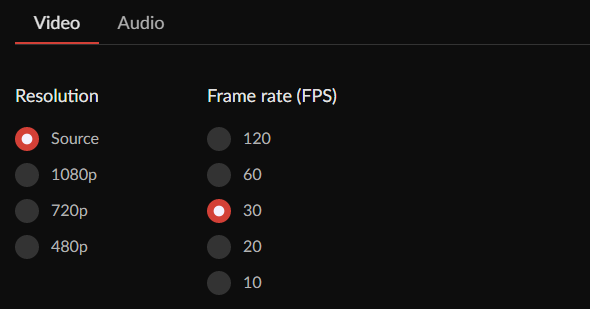 Video Audio
Resolution Frame rate (FPS)
Source 120
1080p 60
720p 30
480p 20
10